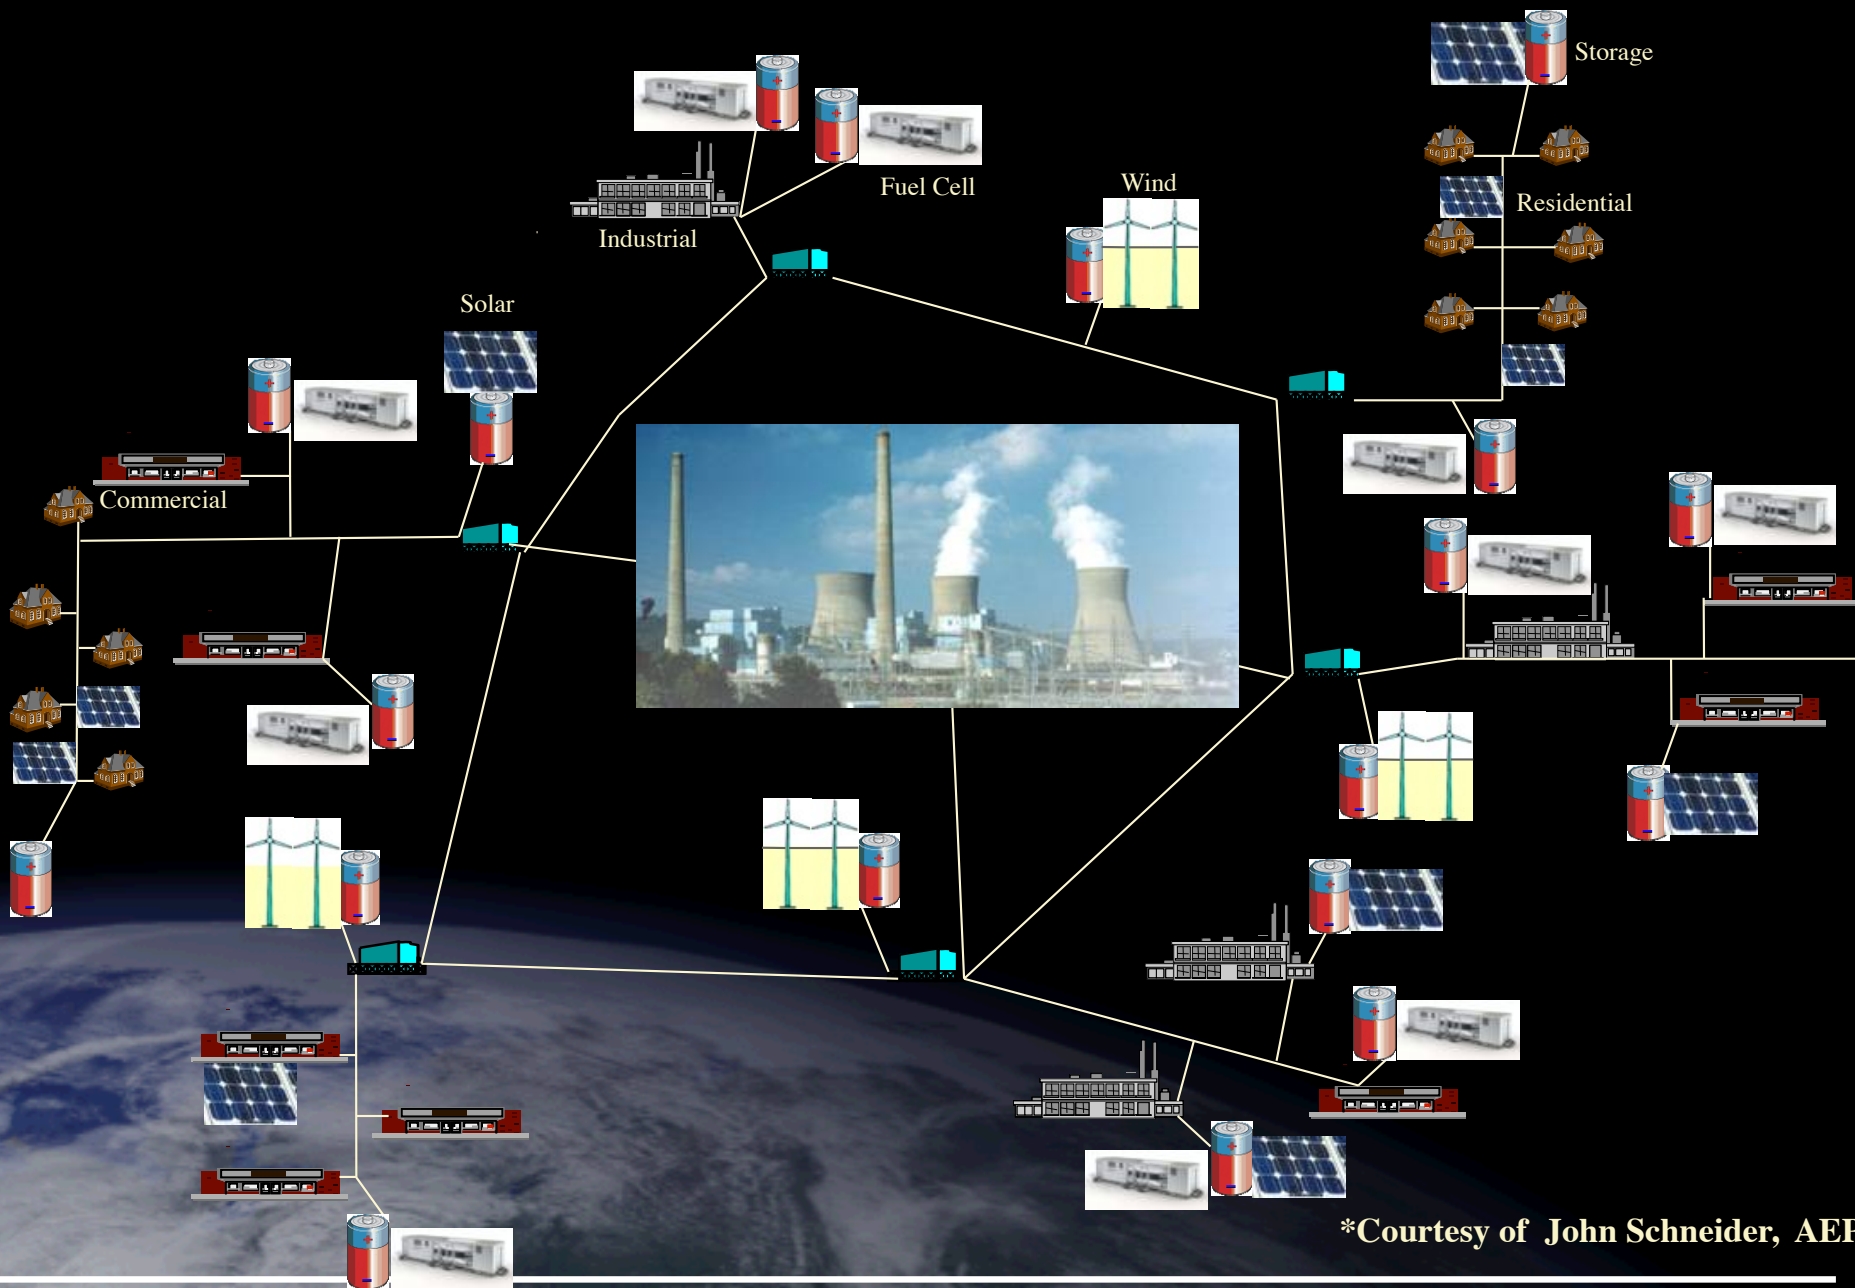 Storage
Fuel Cell
Wind
Residential
Industrial
Solar
Commercial
*Courtesy of John Schneider, AEP